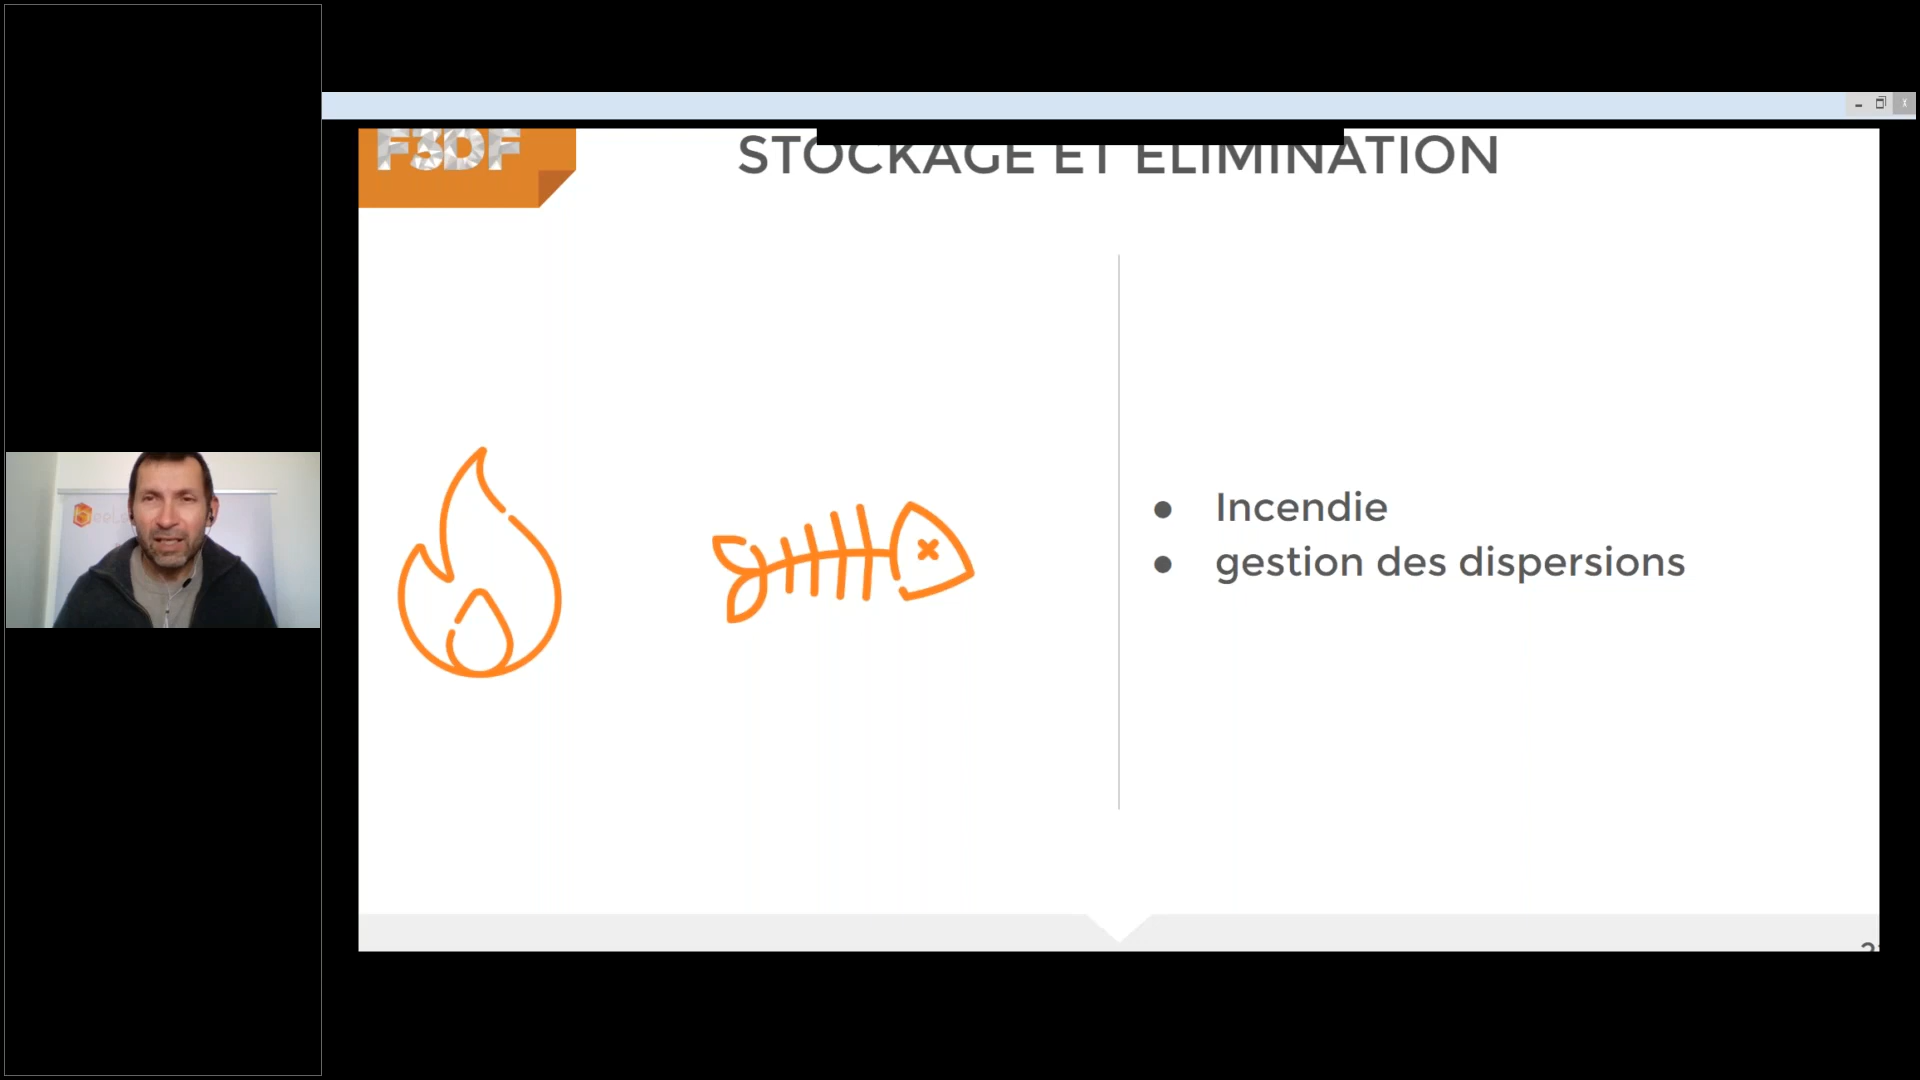 F3DF
STOCKAGE ET ELIMINATION
Incendie
gestion des dispersions